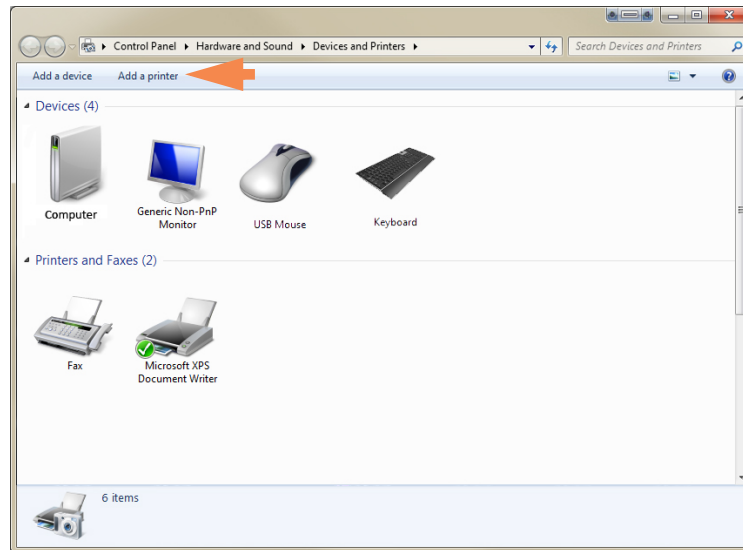 Control Panel ▸ Hardware and Sound ▸ Devices and Printers ▸
Search Devices and Printers
Add a device Add a printer
Devices (4)
Computer
Generic Non-PnP
Monitor
USB Mouse
Keyboard
Printers and Faxes (2)
Fax
Microsoft XPS
Document Writer
6 items